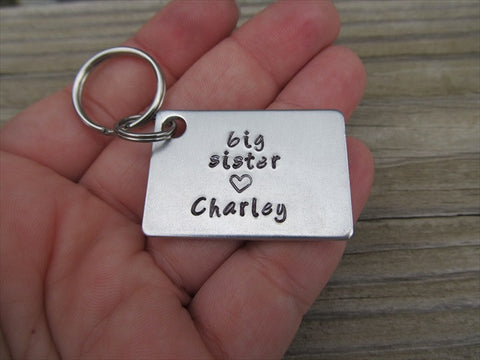 big
sister
♡
Charley